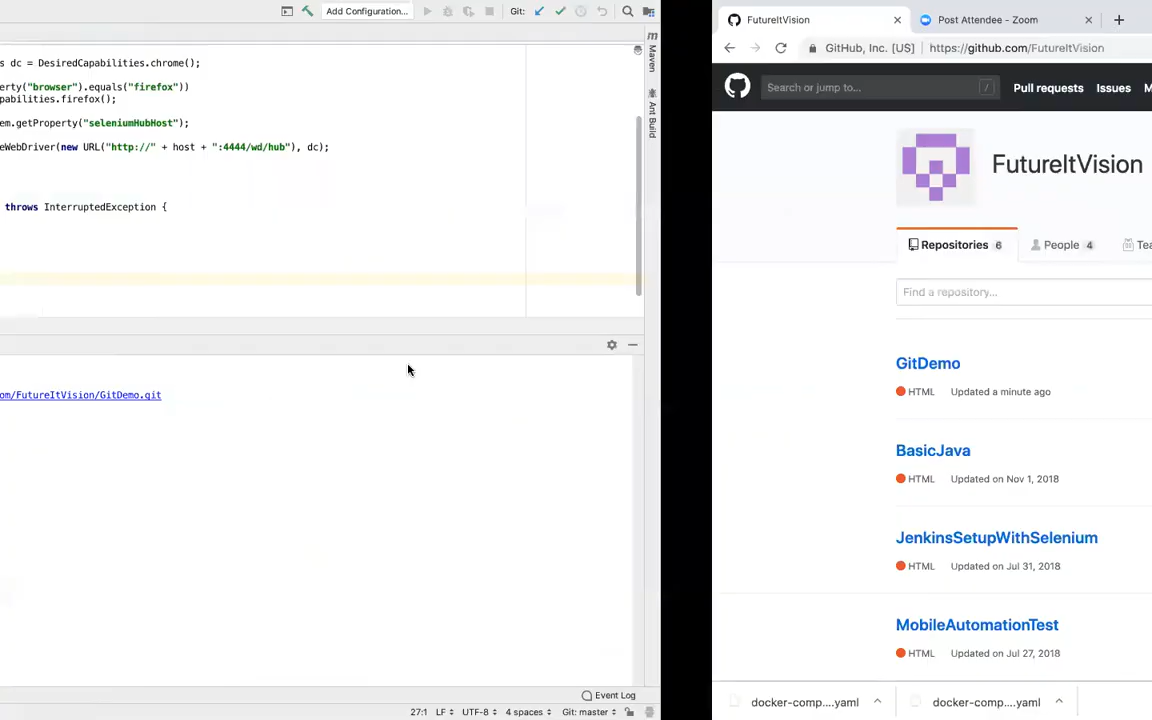 Add Configuration...
Git:
s dc = DesiredCapabilities.chrome();
erty("browser").equals("firefox"))
pabilities.firefox();
em.getProperty("seleniumHubHost");
eWebDriver(new URL("http://" + host + ":4444/wd/hub"), dc);
throws InterruptedException {
m
Maven
Ant Build
om/FutureItVision/GitDemo.git
Event Log
27:1 LF UTF-8 4 spaces Git: master
FutureItVision
Post Attendee - Zoom
GitHub, Inc. [US] https://github.com/FutureItVision
Search or jump to... /
Pull requests Issues M
FutureItVision
Repositories 6 People 4 Tea
Find a repository...
GitDemo
HTML Updated a minute ago
BasicJava
HTML Updated on Nov 1, 2018
JenkinsSetupWithSelenium
HTML Updated on Jul 31, 2018
MobileAutomationTest
HTML Updated on Jul 27, 2018
docker-comp....yaml
docker-comp....yaml